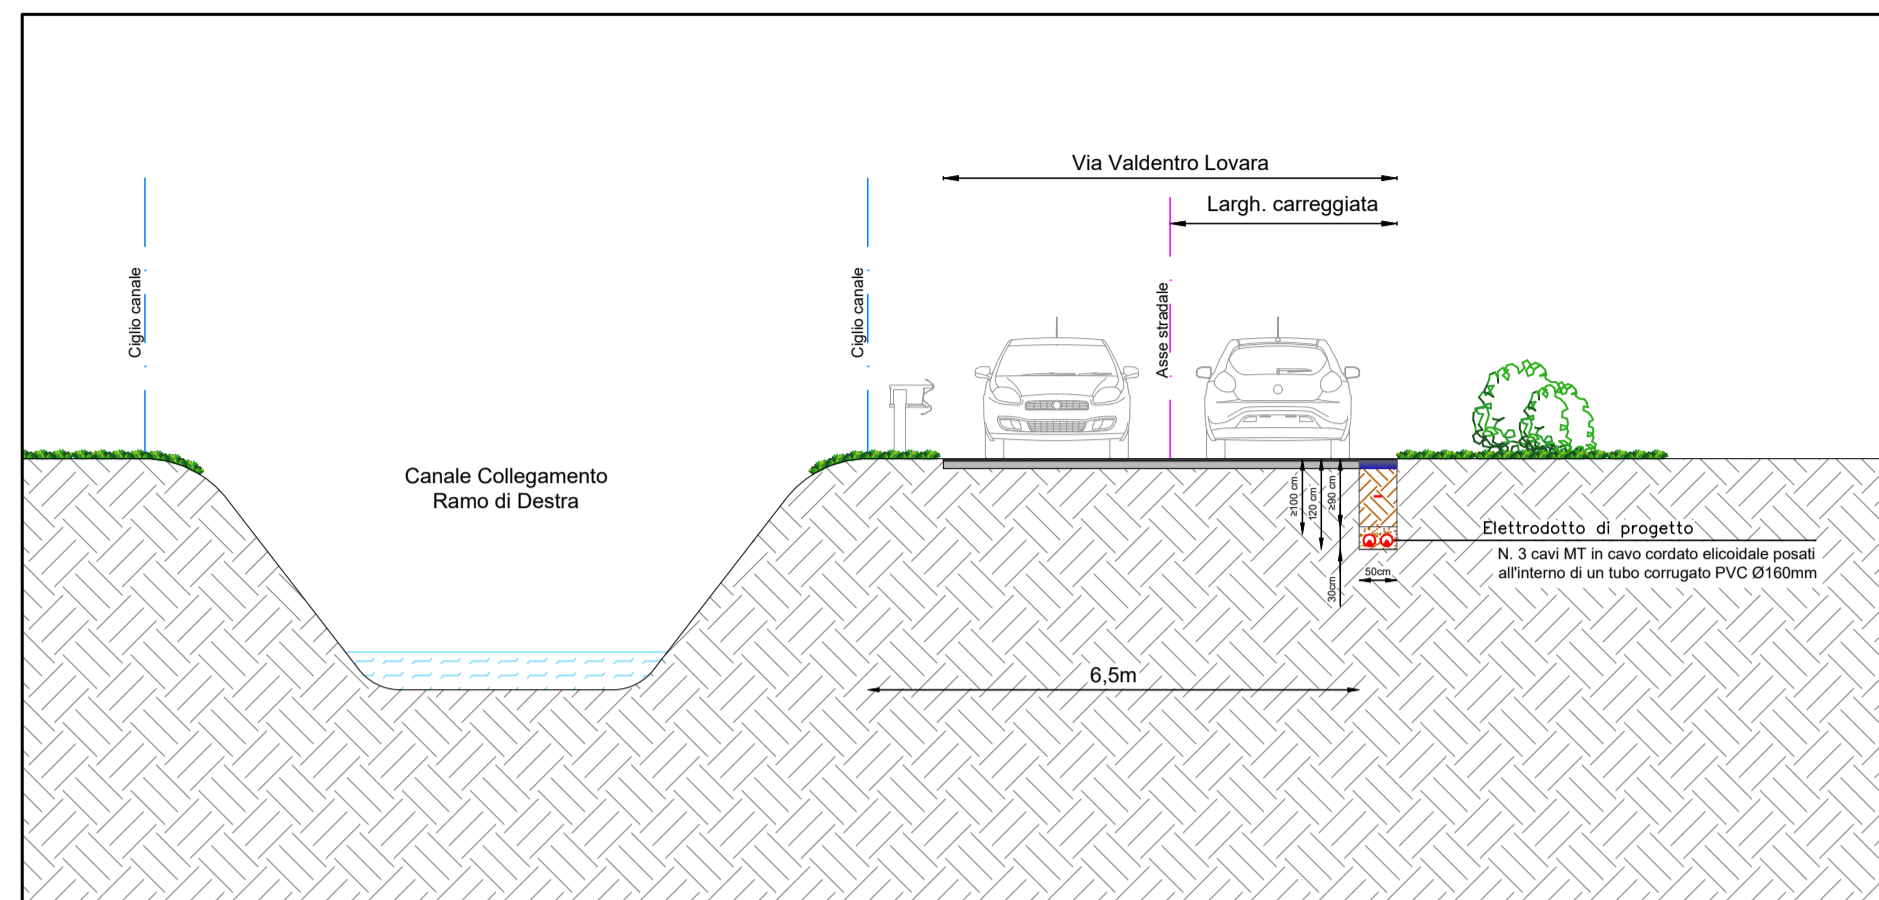 Via Valdentro Lovara
Largh. carreggiata
Ciglio canale
Ciglio canale
Asse stradale
Canale Collegamento
Ramo di Destra
≥100 cm
120 cm
≥90 cm
Elettrodotto di progetto
N. 3 cavi MT in cavo cordato elicoidale posati
all'interno di un tubo corrugato PVC Ø160mm
50cm
30cm
6,5m